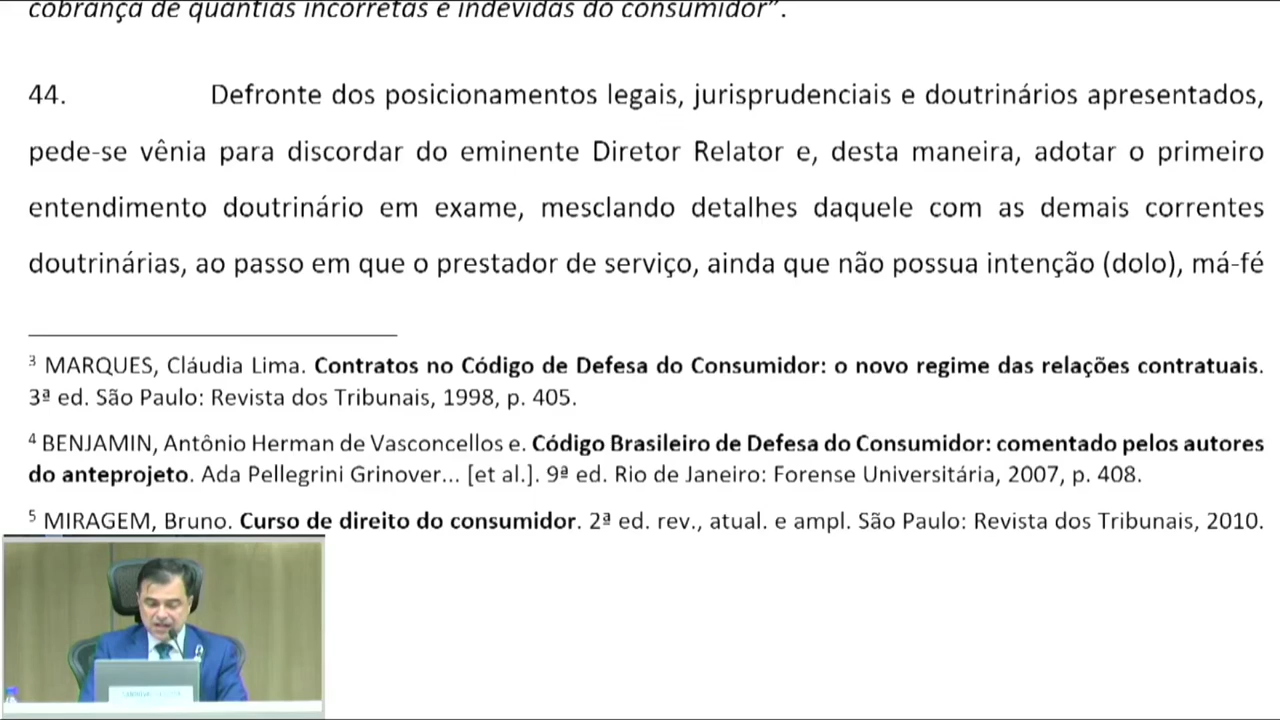 cobrança de quantias incorretas e indevidas do consumidor".
44. Defronte dos posicionamentos legais, jurisprudenciais e doutrinários apresentados,
pede-se vênia para discordar do eminente Diretor Relator e, desta maneira, adotar o primeiro
entendimento doutrinário em exame, mesclando detalhes daquele com as demais correntes
doutrinárias, ao passo em que o prestador de serviço, ainda que não possua intenção (dolo), má-fé
³ MARQUES, Cláudia Lima. Contratos no Código de Defesa do Consumidor: o novo regime das relações contratuais.
3ª ed. São Paulo: Revista dos Tribunais, 1998, p. 405.
⁴ BENJAMIN, Antônio Herman de Vasconcellos e. Código Brasileiro de Defesa do Consumidor: comentado pelos autores
do anteprojeto. Ada Pellegrini Grinover... [et al.]. 9ª ed. Rio de Janeiro: Forense Universitária, 2007, p. 408.
⁵ MIRAGEM, Bruno. Curso de direito do consumidor. 2ª ed. rev., atual. e ampl. São Paulo: Revista dos Tribunais, 2010.